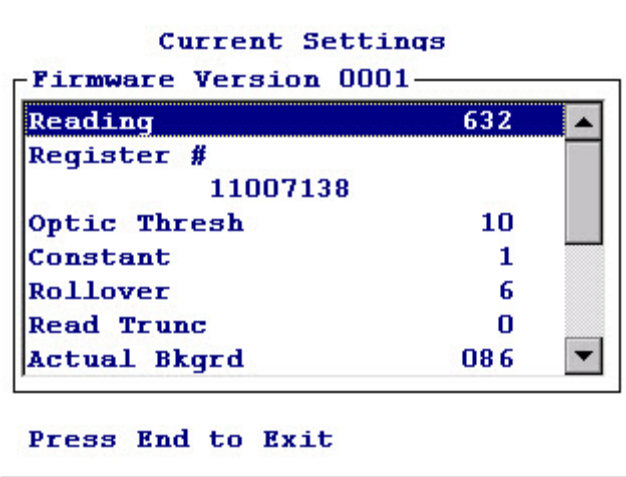 Current Settings
Firmware Version 0001
Reading 632
Register #
11007138
Optic Thresh 10
Constant 1
Rollover 6
Read Trunc 0
Actual Bkgrd 086
Press End to Exit